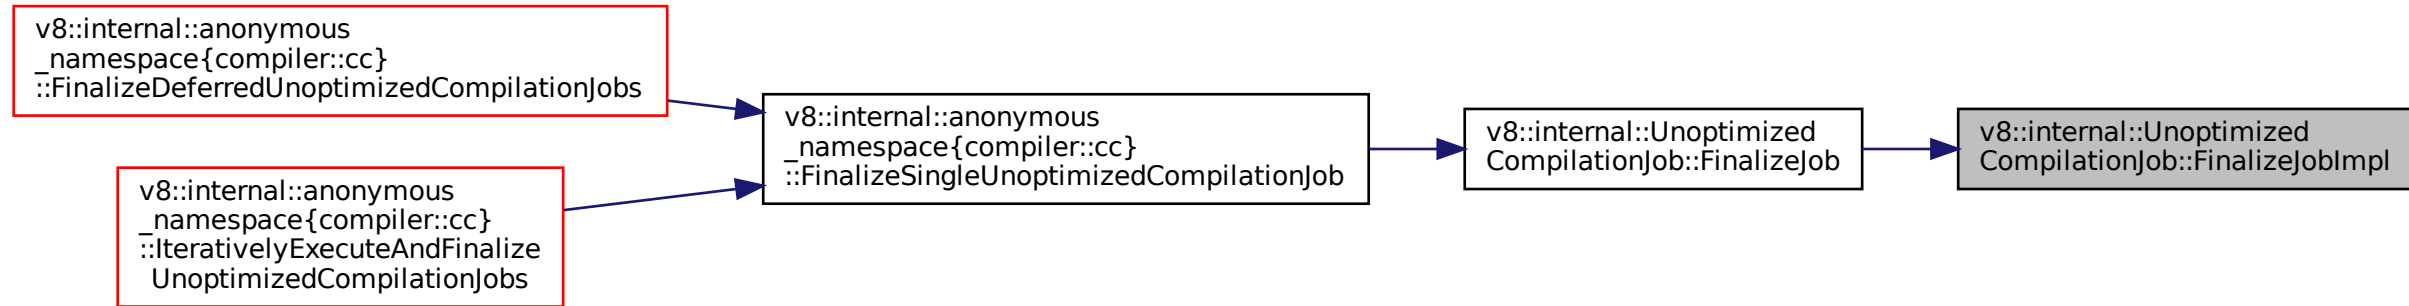 v8::internal::anonymous
_namespace{compiler::cc}
::FinalizeDeferredUnoptimizedCompilationJobs
v8::internal::anonymous
_namespace{compiler::cc}
::IterativelyExecuteAndFinalize
UnoptimizedCompilationJobs
v8::internal::anonymous
_namespace{compiler::cc}
::FinalizeSingleUnoptimizedCompilationJob
v8::internal::Unoptimized
CompilationJob::FinalizeJob
v8::internal::Unoptimized
CompilationJob::FinalizeJobImpl